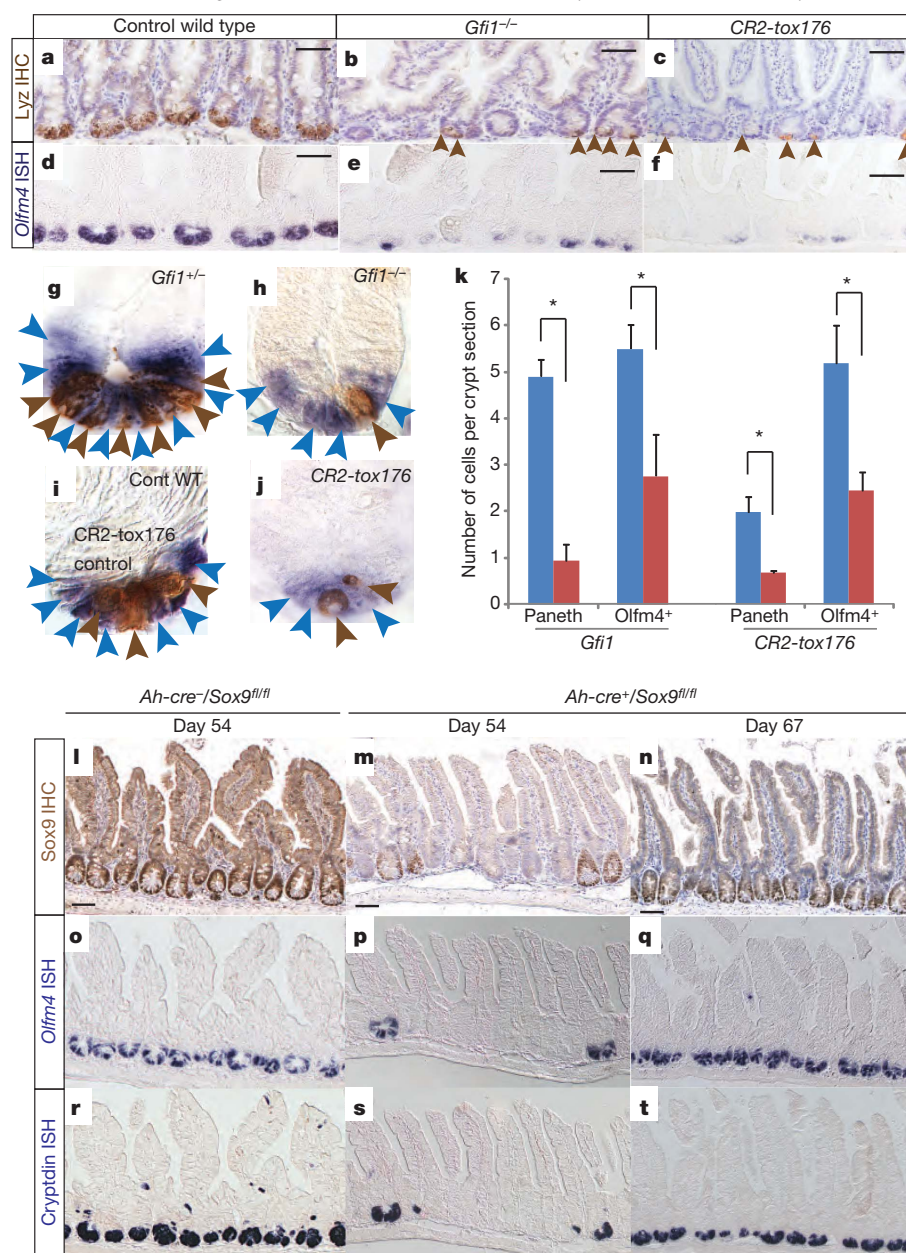 Control wild type
Gfi1–/–
CR2-tox176
Lyz IHC
a
b
c
Olfm4 ISH
d
e
f
g
Gfi1+/–
h
Gfi1–/–
i
Cont WT
CR2-tox176
control
j
CR2-tox176
k
Number of cells per crypt section
7
6
5
4
3
2
1
0
*
*
*
*
Paneth
Olfm4+
Paneth
Olfm4+
Gfi1
CR2-tox176
Ah-cre–/Sox9fl/fl
Ah-cre+/Sox9fl/fl
Day 54
Day 54
Day 67
Sox9 IHC
l
m
n
Olfm4 ISH
o
p
q
Cryptdin ISH
r
s
t